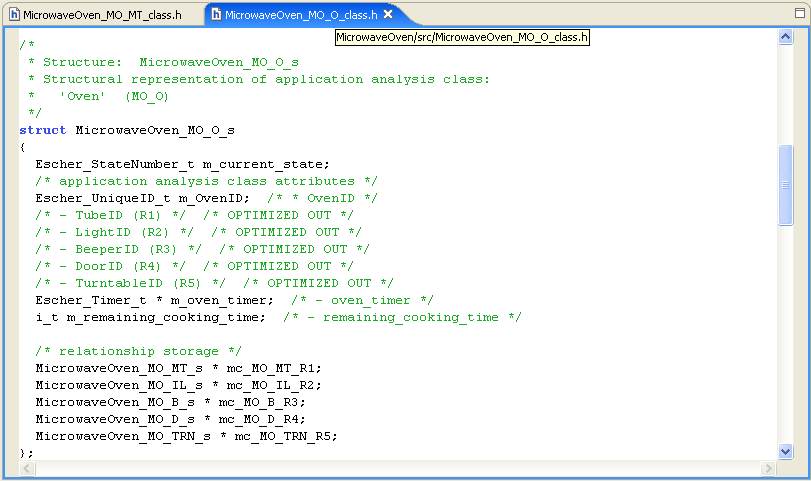 MicrowaveOven_MO_MT_class.h
MicrowaveOven_MO_O_class.h
MicrowaveOven/src/MicrowaveOven_MO_O_class.h
/*
 * Structure:  MicrowaveOven_MO_O_s
 * Structural representation of application analysis class:
 *   'Oven'  (MO_O)
 */
struct MicrowaveOven_MO_O_s
{
  Escher_StateNumber_t m_current_state;
  /* application analysis class attributes */
  Escher_UniqueID_t m_OvenID;  /* * OvenID */
  /* - TubeID (R1) */  /* OPTIMIZED OUT */
  /* - LightID (R2) */  /* OPTIMIZED OUT */
  /* - BeeperID (R3) */  /* OPTIMIZED OUT */
  /* - DoorID (R4) */  /* OPTIMIZED OUT */
  /* - TurntableID (R5) */  /* OPTIMIZED OUT */
  Escher_Timer_t * m_oven_timer;  /* - oven_timer */
  i_t m_remaining_cooking_time;  /* - remaining_cooking_time */
  /* relationship storage */
  MicrowaveOven_MO_MT_s * mc_MO_MT_R1;
  MicrowaveOven_MO_IL_s * mc_MO_IL_R2;
  MicrowaveOven_MO_B_s * mc_MO_B_R3;
  MicrowaveOven_MO_D_s * mc_MO_D_R4;
  MicrowaveOven_MO_TRN_s * mc_MO_TRN_R5;
};